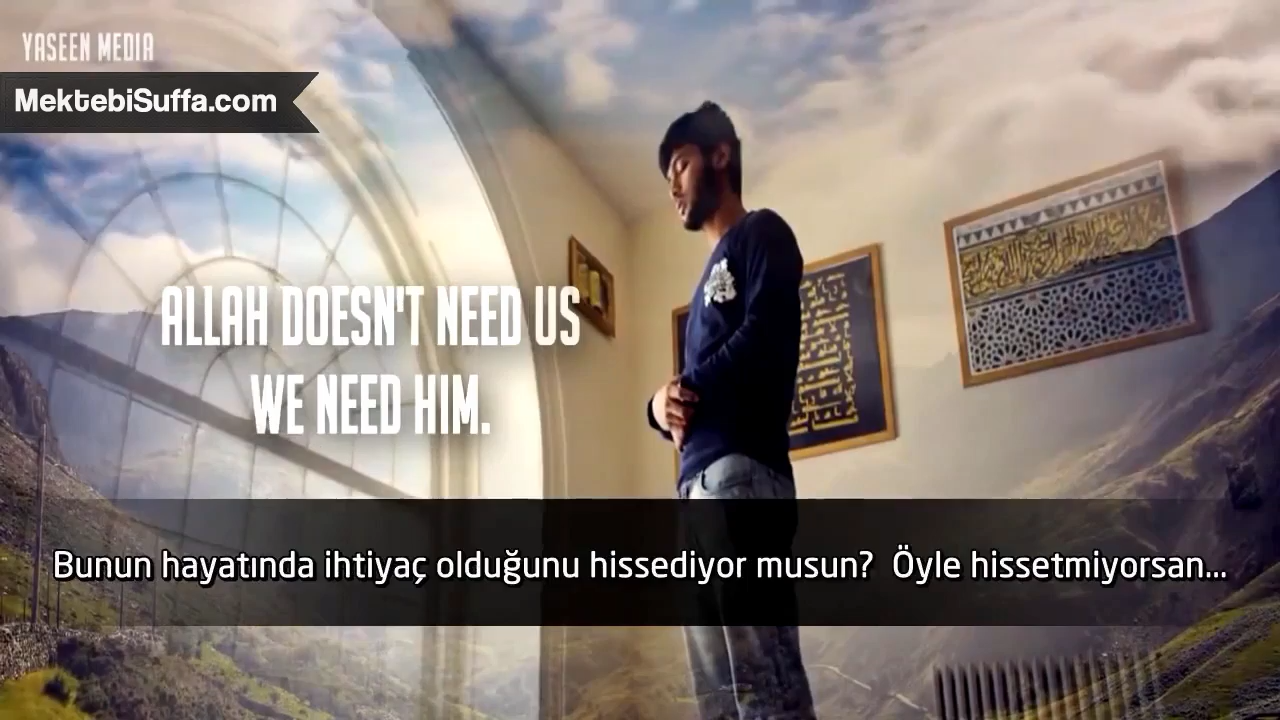 YASEEN MEDIA
MektebiSuffa.com
ALLAH DOESN'T NEED US
WE NEED HIM.
Bunun hayatında ihtiyaç olduğunu hissediyor musun? Öyle hissetmiyorsan...